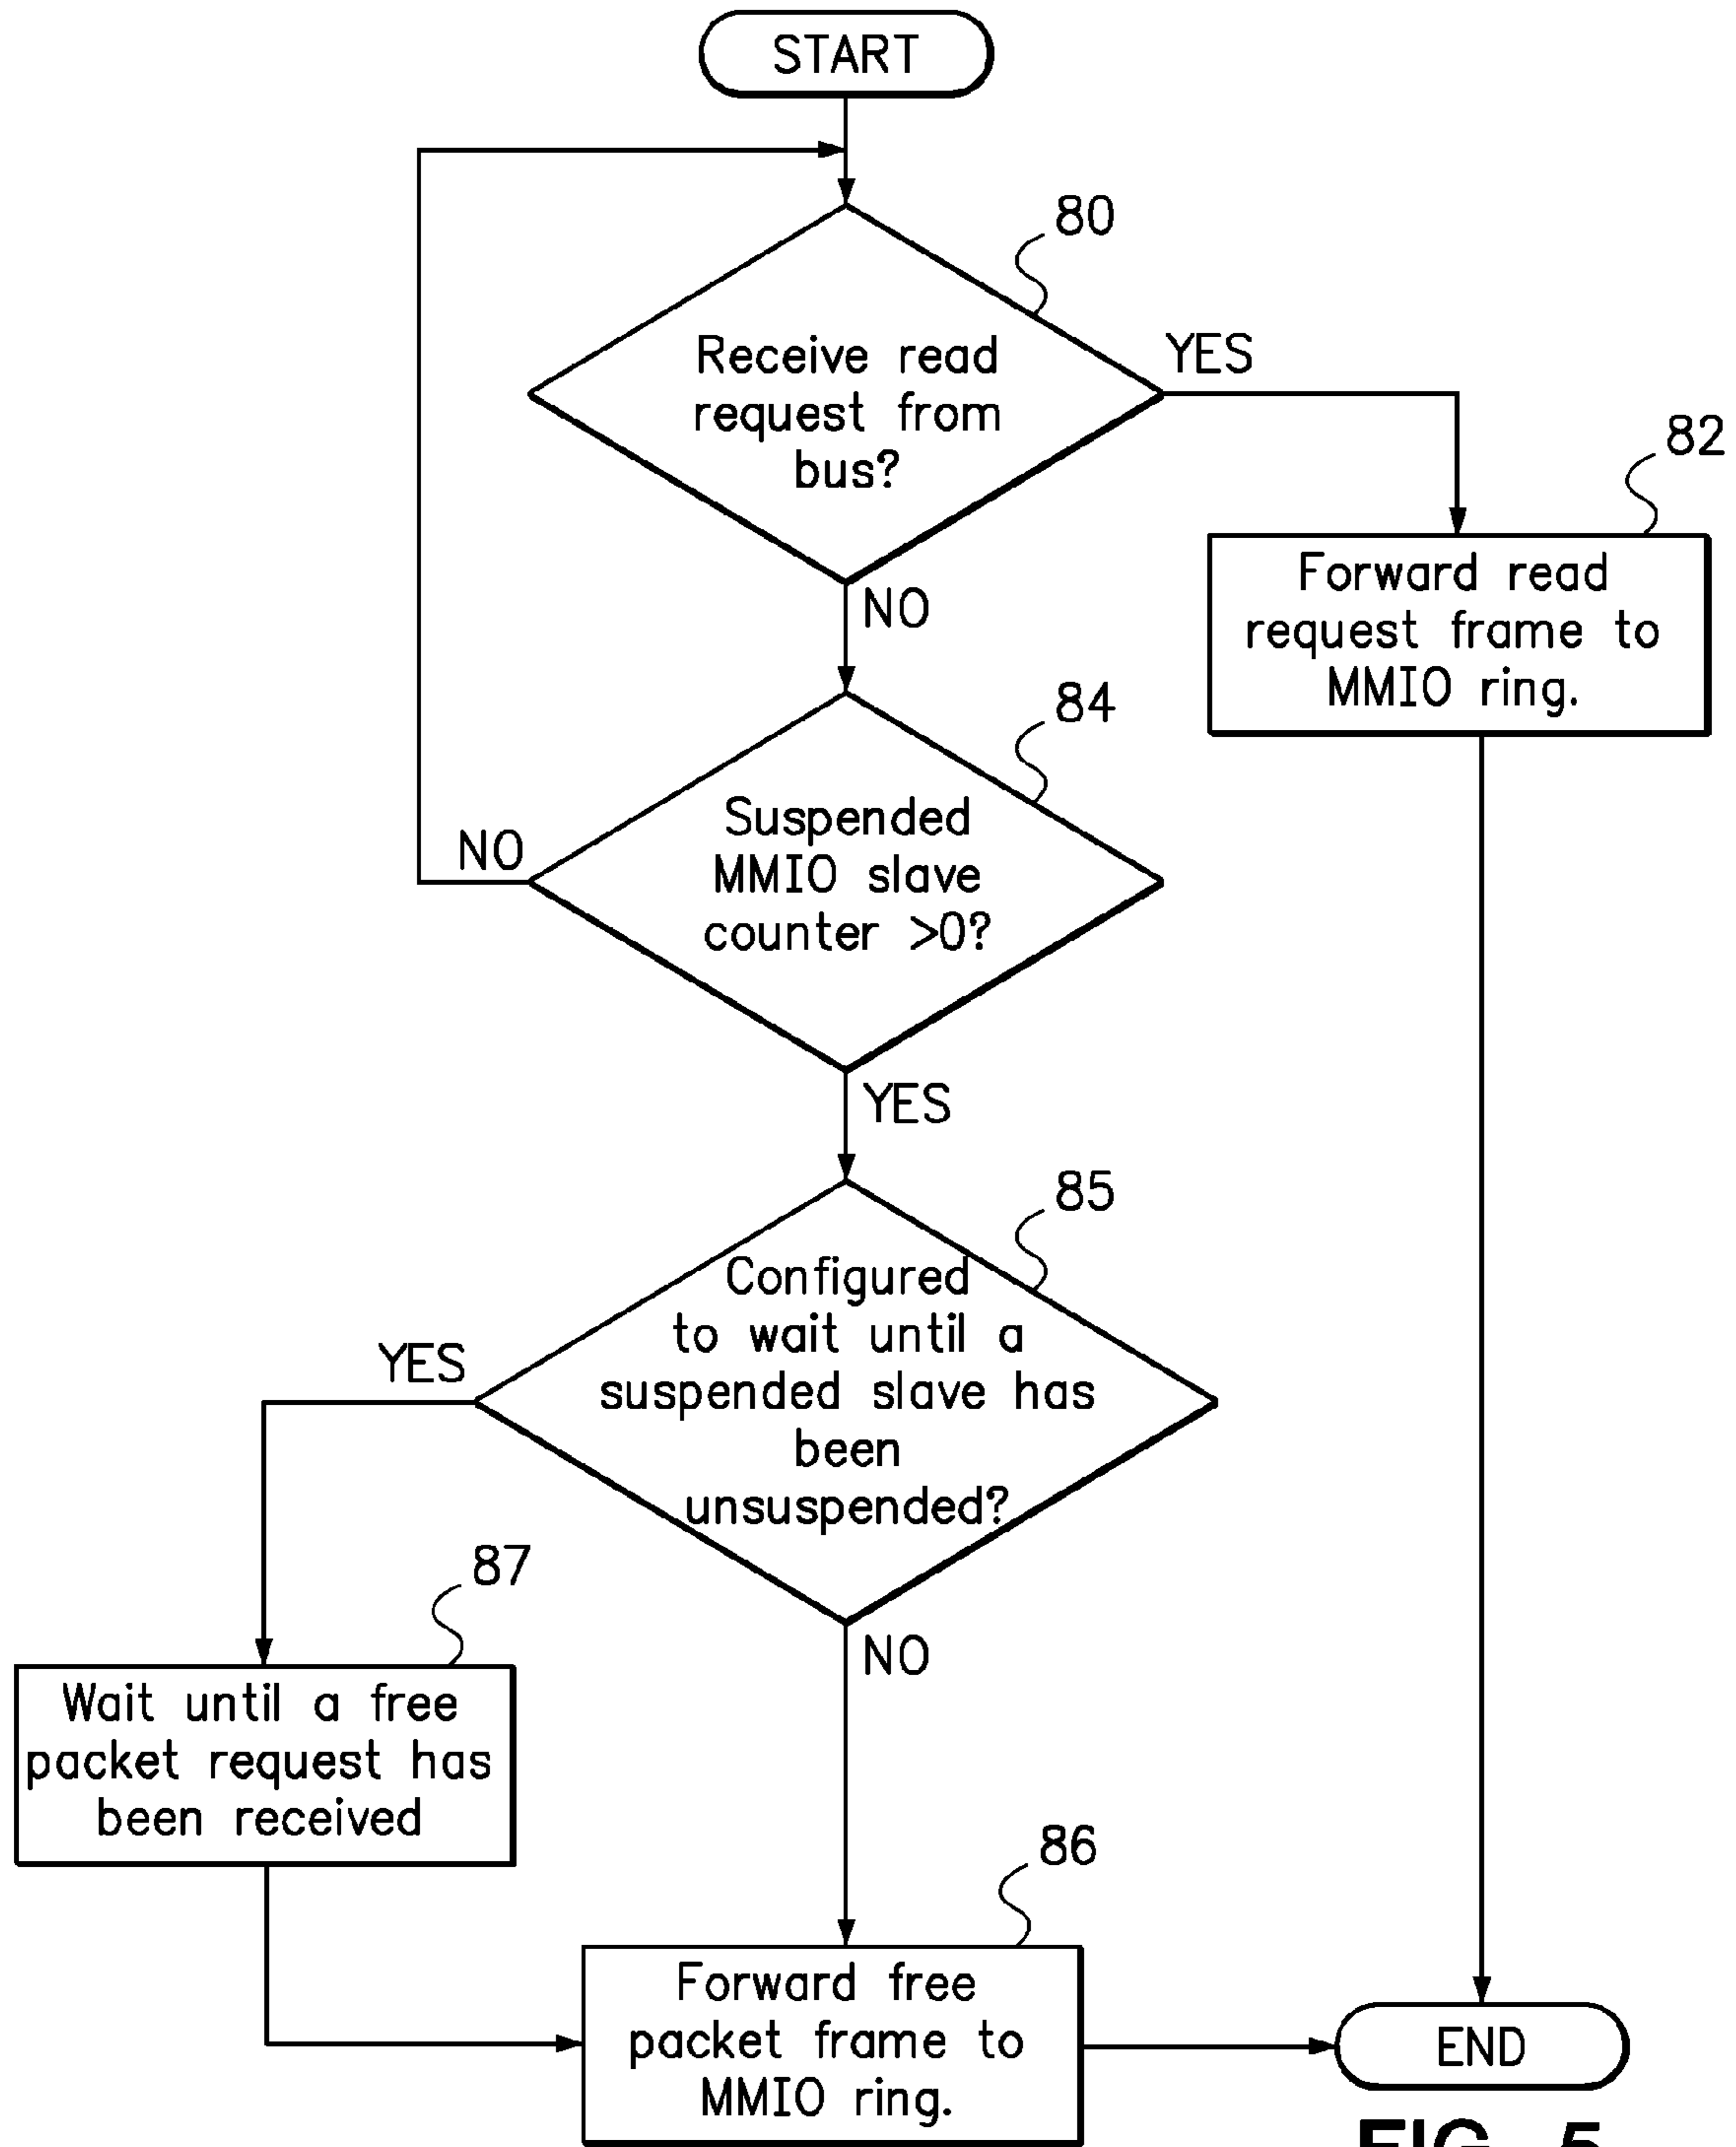 START
80
Receive read
request from
bus?
YES
NO
82
Forward read
request frame to
MMIO ring.
84
Suspended
MMIO slave
counter >0?
NO
YES
85
Configured
to wait until a
suspended slave has
been
unsuspended?
YES
NO
87
Wait until a free
packet request has
been received
86
Forward free
packet frame to
MMIO ring.
END
FIG. 5